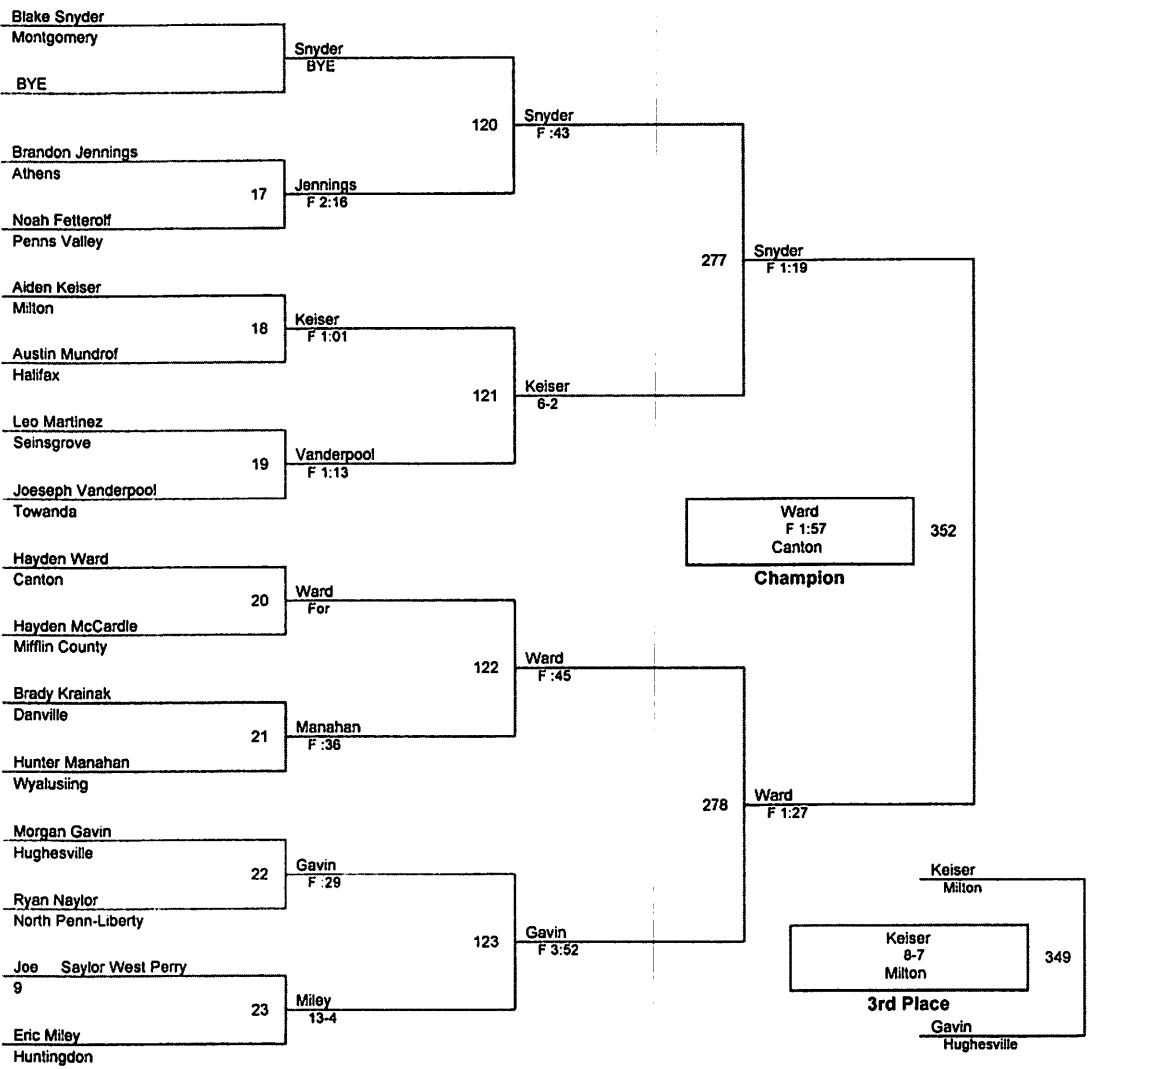 Blake Snyder
Montgomery
BYE
Snyder
BYE
120
Snyder
F :43
Brandon Jennings
Athens
17
Jennings
F 2:16
Noah Fetterolf
Penns Valley
277
Snyder
F 1:19
Aiden Keiser
Milton
18
Keiser
F 1:01
Austin Mundrof
Halifax
121
Keiser
6-2
Leo Martinez
Seinsgrove
19
Vanderpool
F 1:13
Joeseph Vanderpool
Towanda
Ward
F 1:57
Canton
Champion
352
Hayden Ward
Canton
20
Ward
For
Hayden McCardle
Mifflin County
122
Ward
F :45
Brady Krainak
Danville
21
Manahan
F :36
Hunter Manahan
Wyalusiing
278
Ward
F 1:27
Morgan Gavin
Hughesville
22
Gavin
F :29
Ryan Naylor
North Penn-Liberty
123
Gavin
F 3:52
Joe Saylor West Perry
9
23
Miley
13-4
Eric Miley
Huntingdon
Keiser
Milton
Keiser
8-7
Milton
3rd Place
349
Gavin
Hughesville